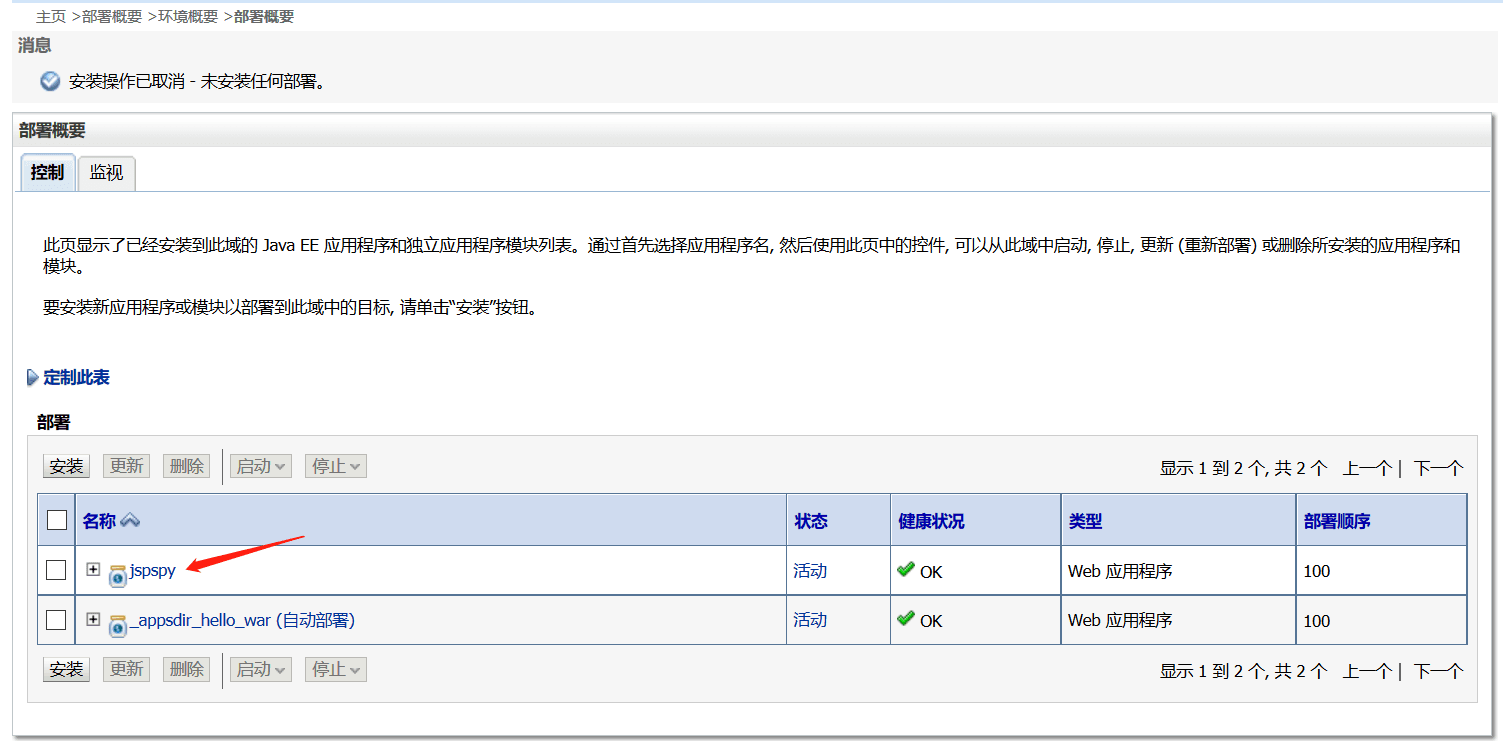 主页 >部署概要 >环境概要 >部署概要
消息
安装操作已取消 - 未安装任何部署。
部署概要
控制 监视
此页显示了已经安装到此域的 Java EE 应用程序和独立应用程序模块列表。通过首先选择应用程序名, 然后使用此页中的控件, 可以从此域中启动, 停止, 更新 (重新部署) 或删除所安装的应用程序和
模块。
要安装新应用程序或模块以部署到此域中的目标, 请单击“安装”按钮。
定制此表
部署
安装 更新 删除 启动 停止 显示 1 到 2 个, 共 2 个 上一个 | 下一个
名称 状态 健康状况 类型 部署顺序
jspspy 活动 OK Web 应用程序 100
_appsdir_hello_war (自动部署) 活动 OK Web 应用程序 100
安装 更新 删除 启动 停止 显示 1 到 2 个, 共 2 个 上一个 | 下一个